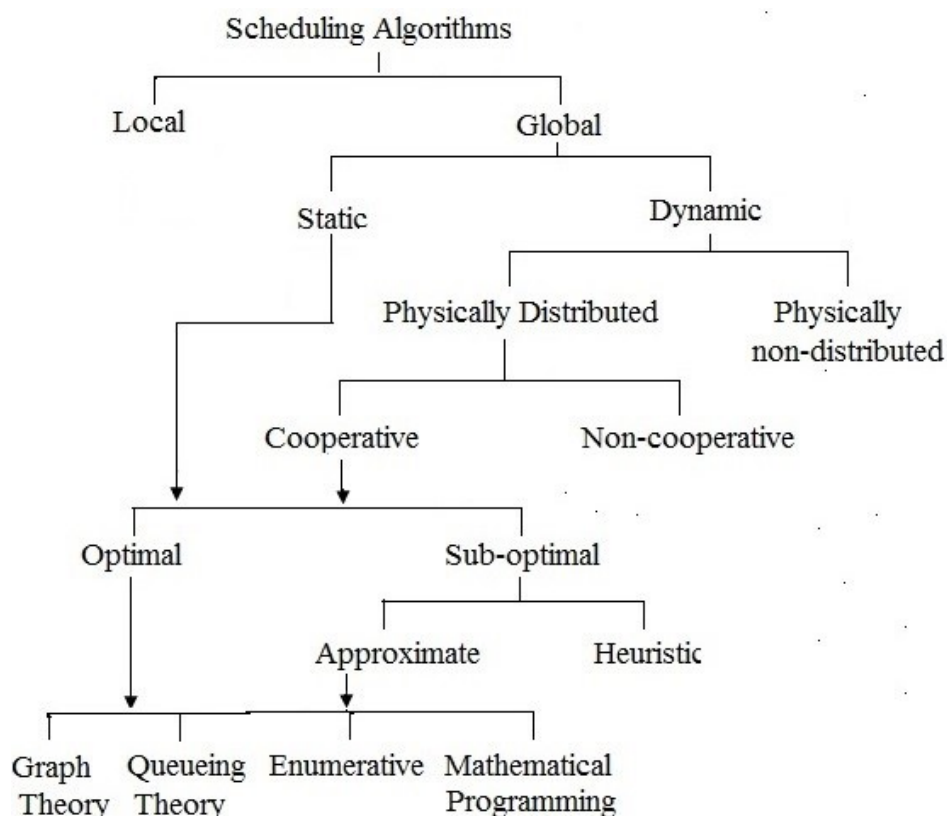 Scheduling Algorithms
Local
Global
Static
Dynamic
Physically Distributed
Physically
non-distributed
Cooperative
Non-cooperative
Optimal
Sub-optimal
Approximate
Heuristic
Graph
Theory
Queueing
Theory
Enumerative
Mathematical
Programming